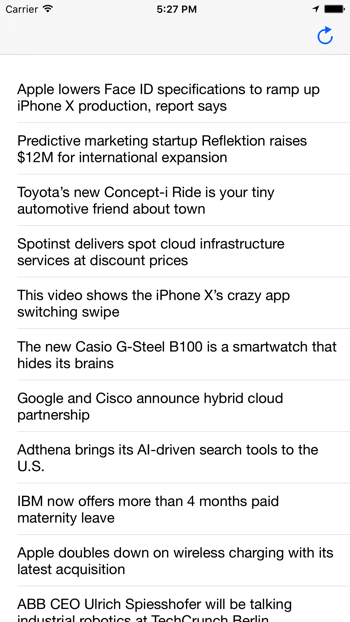 Carrier 5:27 PM
Apple lowers Face ID specifications to ramp up
iPhone X production, report says
Predictive marketing startup Reflektion raises
$12M for international expansion
Toyota’s new Concept-i Ride is your tiny
automotive friend about town
Spotinst delivers spot cloud infrastructure
services at discount prices
This video shows the iPhone X’s crazy app
switching swipe
The new Casio G-Steel B100 is a smartwatch that
hides its brains
Google and Cisco announce hybrid cloud
partnership
Adthena brings its AI-driven search tools to the
U.S.
IBM now offers more than 4 months paid
maternity leave
Apple doubles down on wireless charging with its
latest acquisition
ABB CEO Ulrich Spiesshofer will be talking
industrial robotics at TechCrunch Berlin